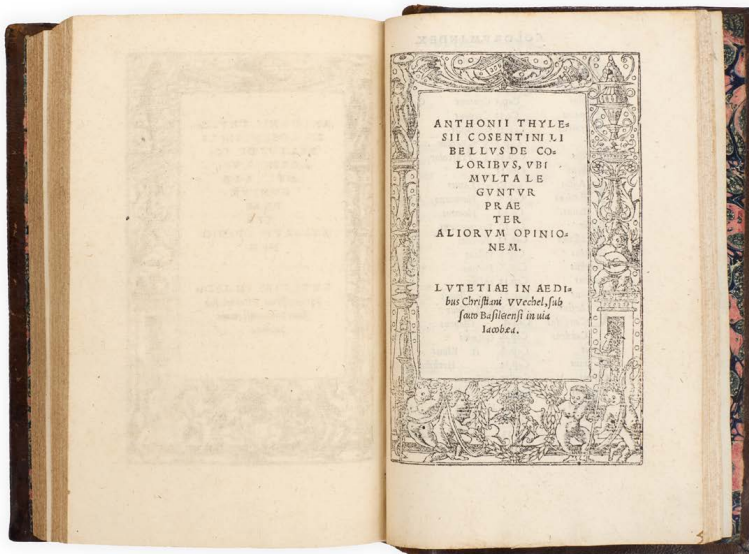 ANTHONII THYLE=
SII COSENTINI LI
BELLVS DE CO=
LORIBVS, VBI
MVLTA LE
GVNTVR
PRAE
TER
ALIORVM OPINIO=
NEM.
LVTETIAE IN AEDI=
bus Christiani VVechel, sub
scuto Basileensi in uia
Iacobæa.